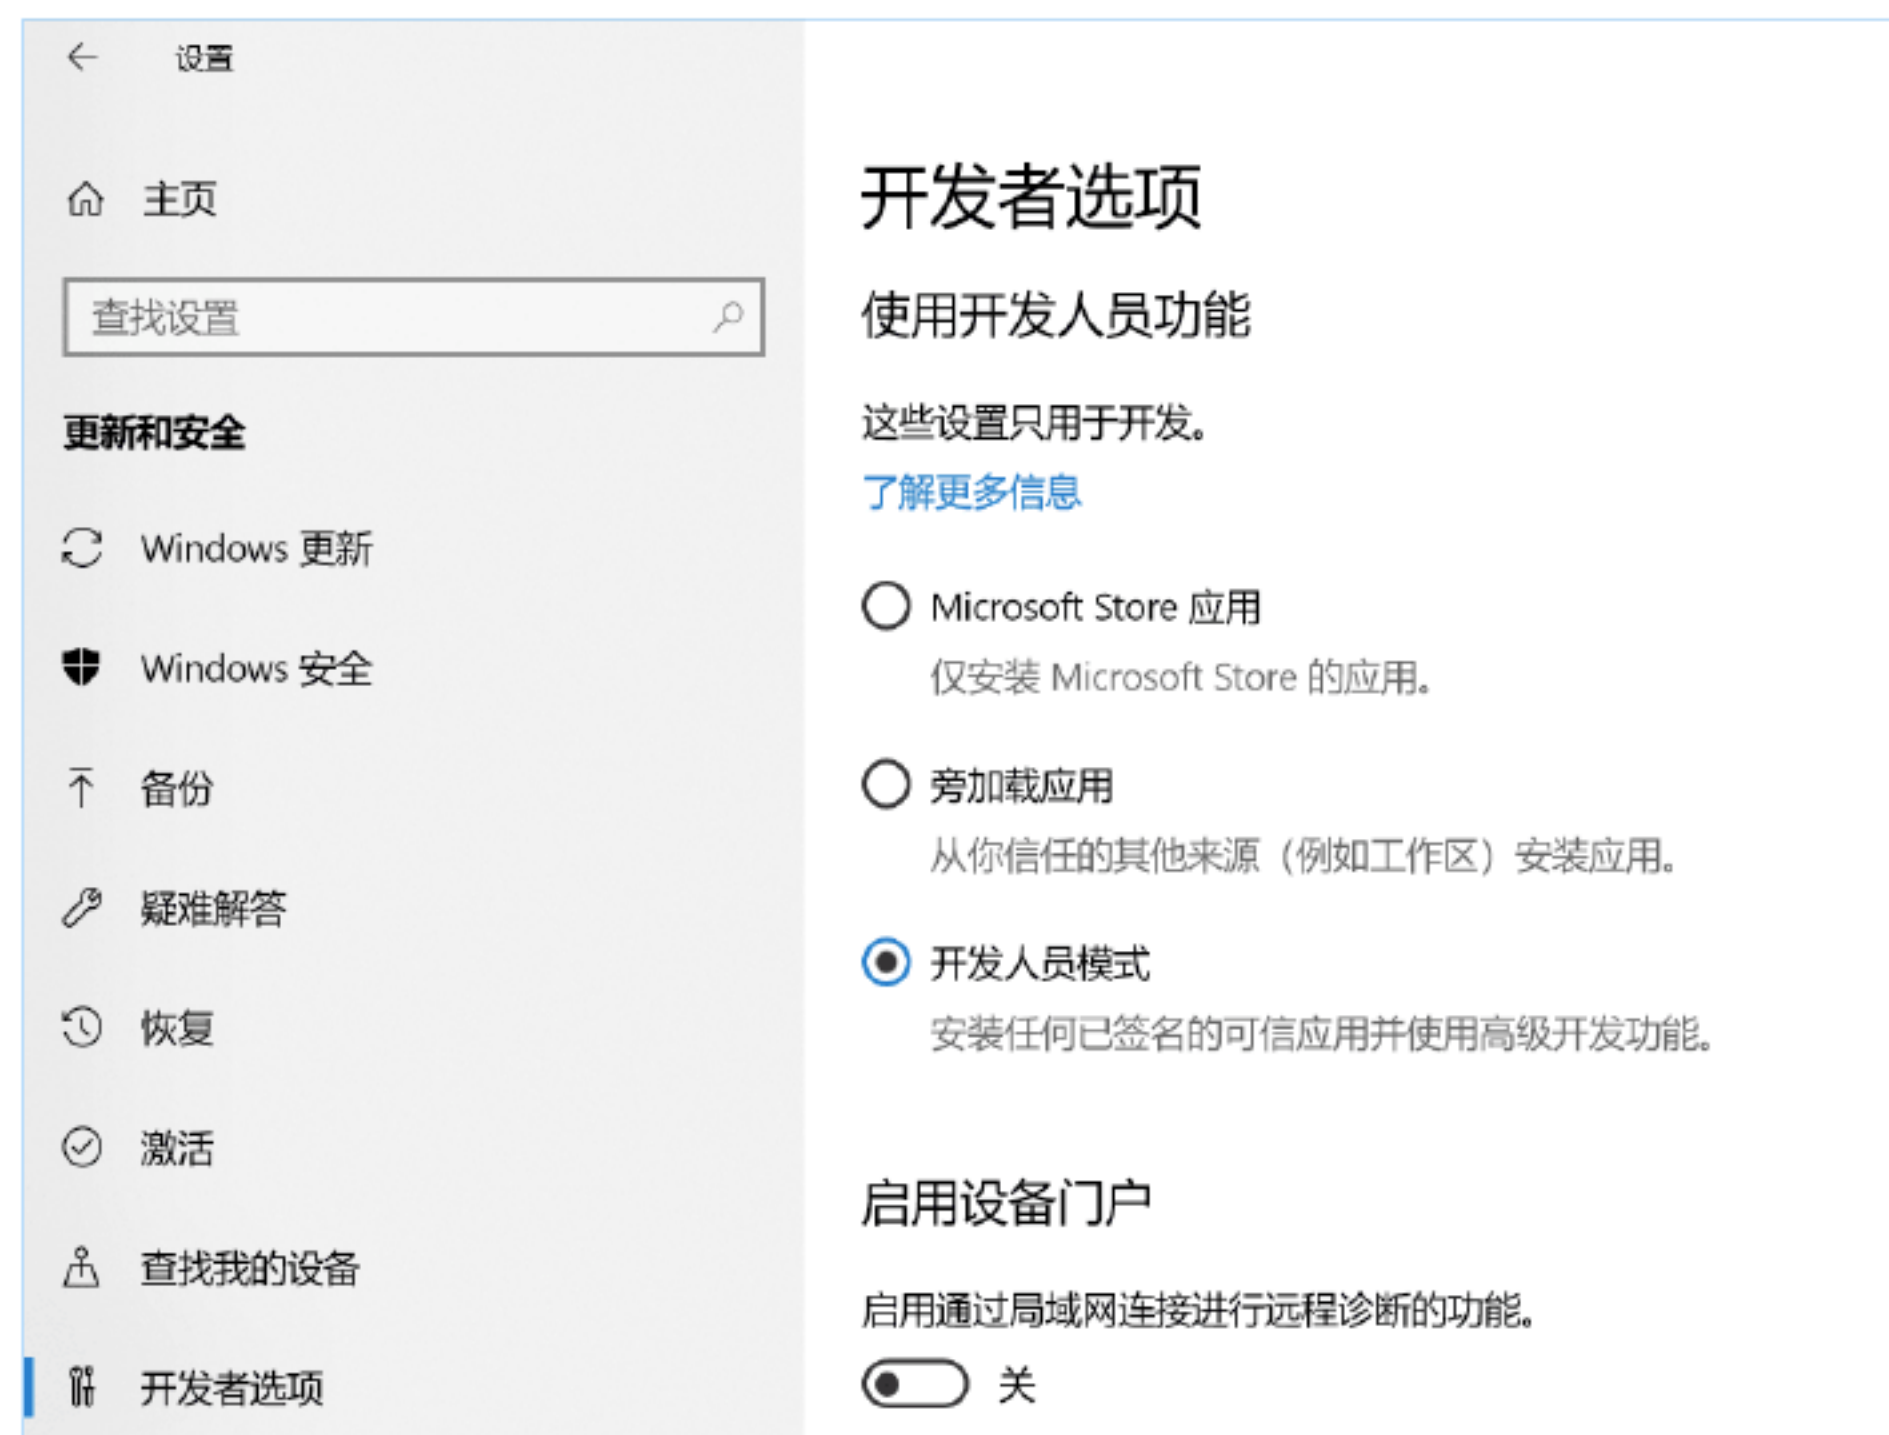 设置
主页
查找设置
更新和安全
Windows 更新
Windows 安全
备份
疑难解答
恢复
激活
查找我的设备
开发者选项
开发者选项
使用开发人员功能
这些设置只用于开发。
了解更多信息
Microsoft Store 应用
仅安装 Microsoft Store 的应用。
旁加载应用
从你信任的其他来源（例如工作区）安装应用。
开发人员模式
安装任何已签名的可信应用并使用高级开发功能。
启用设备门户
启用通过局域网连接进行远程诊断的功能。
关